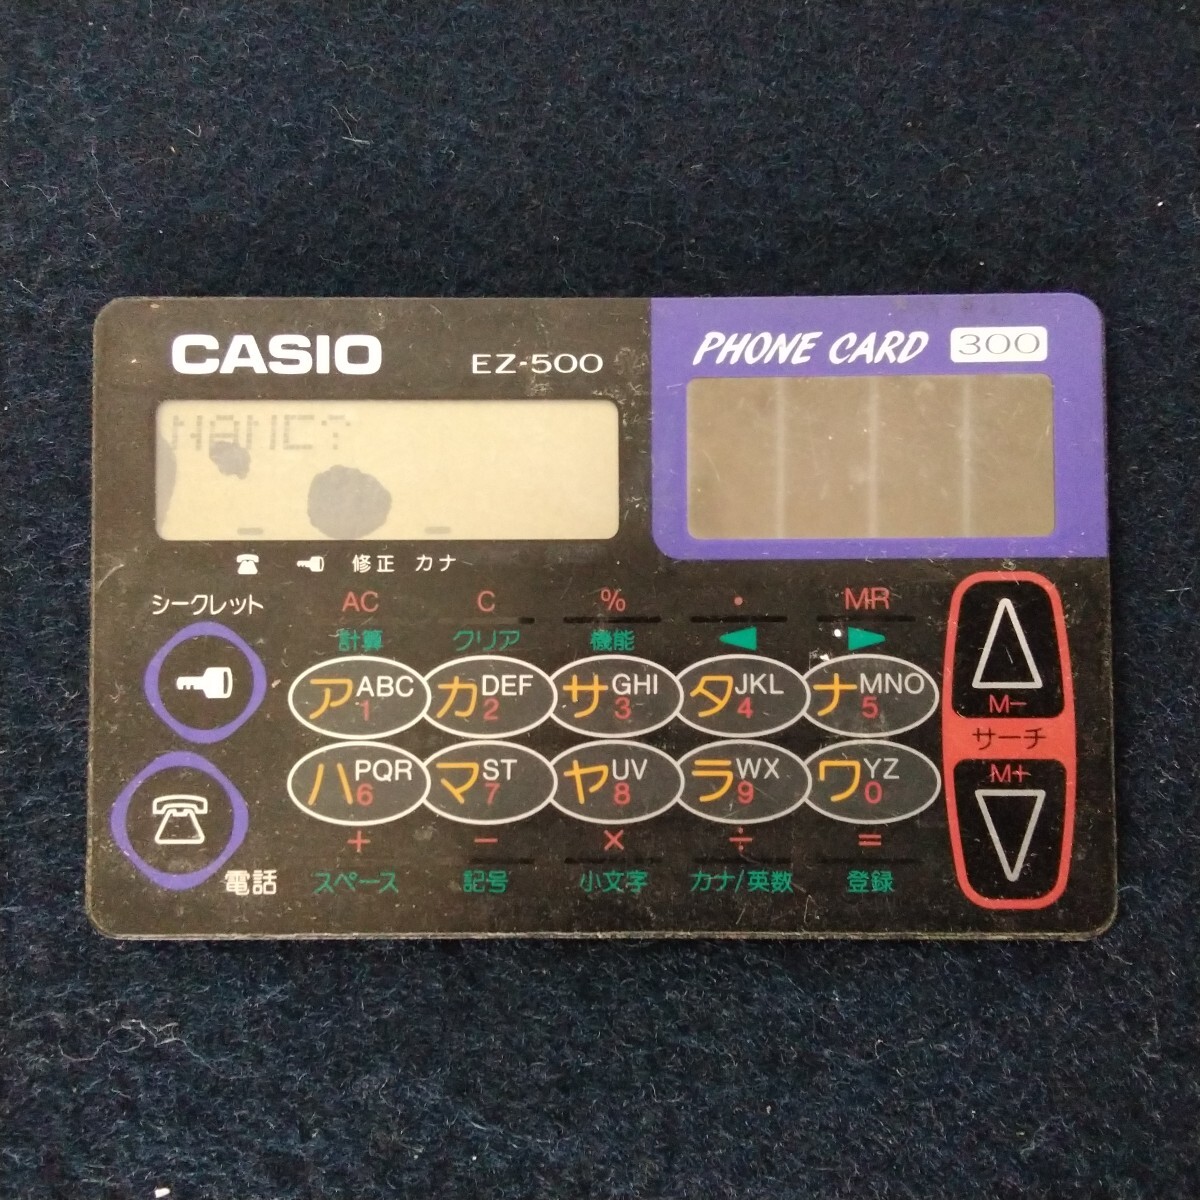 CASIO EZ-500 PHONE CARD 300
NAME?
修正 カナ
シークレット
AC C % · MR
計算 クリア 機能 ◀ ▶
アABC1 カDEF2 サGHI3 タJKL4 ナMNO5
M−
サーチ
M+
ハPQR6 マST7 ヤUV8 ラWX9 ワYZ0
+ − × ÷ =
電話 スペース 記号 小文字 カナ/英数 登録